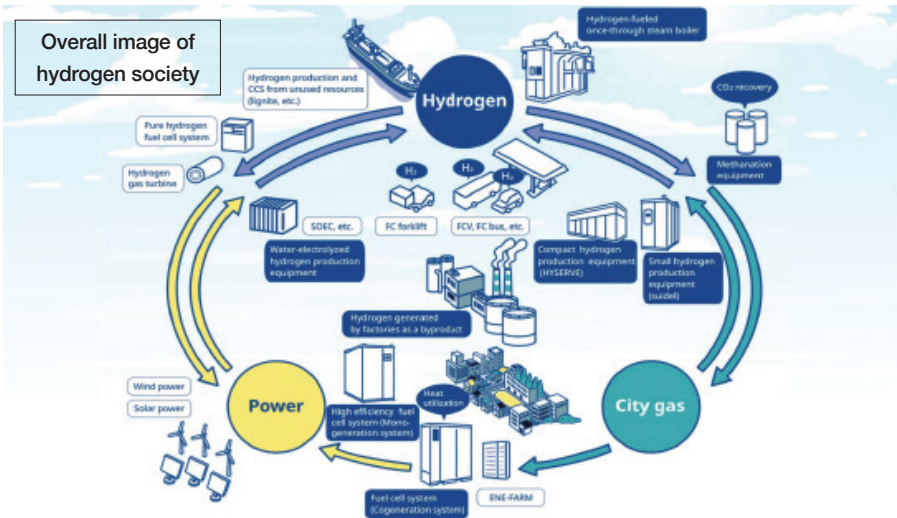 Overall image of
hydrogen society
Hydrogen-fueled
once-through steam boiler
Hydrogen production and
CCS from unused resources
(lignite, etc.)
Hydrogen
CO₂ recovery
Pure hydrogen
fuel cell system
Methanation
equipment
Hydrogen
gas turbine
H₂
H₂
H₂
SOEC, etc.
FC forklift
FCV, FC bus, etc.
Water-electrolyzed
hydrogen production
equipment
Compact hydrogen
production equipment
(HYSERVE)
Small hydrogen
production
equipment
(suidel)
Hydrogen generated
by factories as a byproduct
Wind power
Solar power
Power
High efficiency fuel
cell system (Mono-
generation system)
Heat
utilization
City gas
Fuel cell system
(Cogeneration system)
ENE-FARM